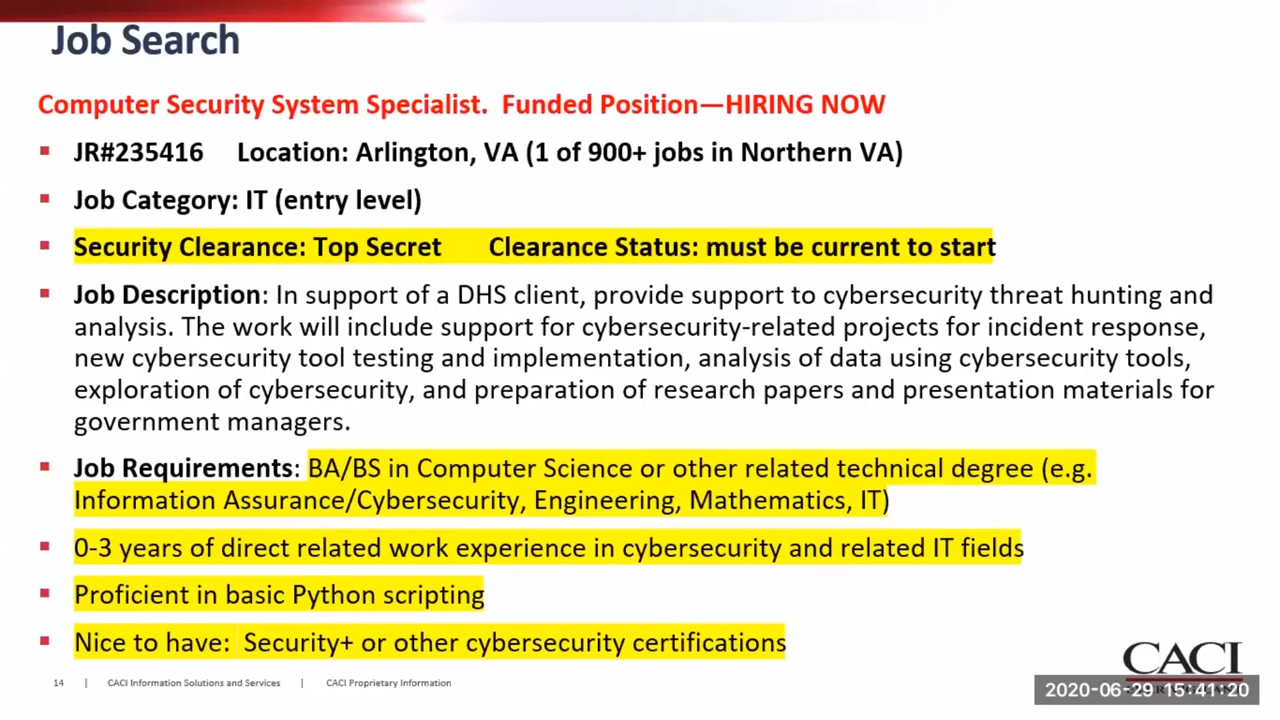 Job Search
Computer Security System Specialist.  Funded Position—HIRING NOW
▪ JR#235416     Location: Arlington, VA (1 of 900+ jobs in Northern VA)
▪ Job Category: IT (entry level)
▪ Security Clearance: Top Secret     Clearance Status: must be current to start
▪ Job Description: In support of a DHS client, provide support to cybersecurity threat hunting and
analysis. The work will include support for cybersecurity-related projects for incident response,
new cybersecurity tool testing and implementation, analysis of data using cybersecurity tools,
exploration of cybersecurity, and preparation of research papers and presentation materials for
government managers.
▪ Job Requirements: BA/BS in Computer Science or other related technical degree (e.g.
Information Assurance/Cybersecurity, Engineering, Mathematics, IT)
▪ 0-3 years of direct related work experience in cybersecurity and related IT fields
▪ Proficient in basic Python scripting
▪ Nice to have:  Security+ or other cybersecurity certifications
CACI
14 | CACI Information Solutions and Services | CACI Proprietary Information
2020-06-29 15:41:20